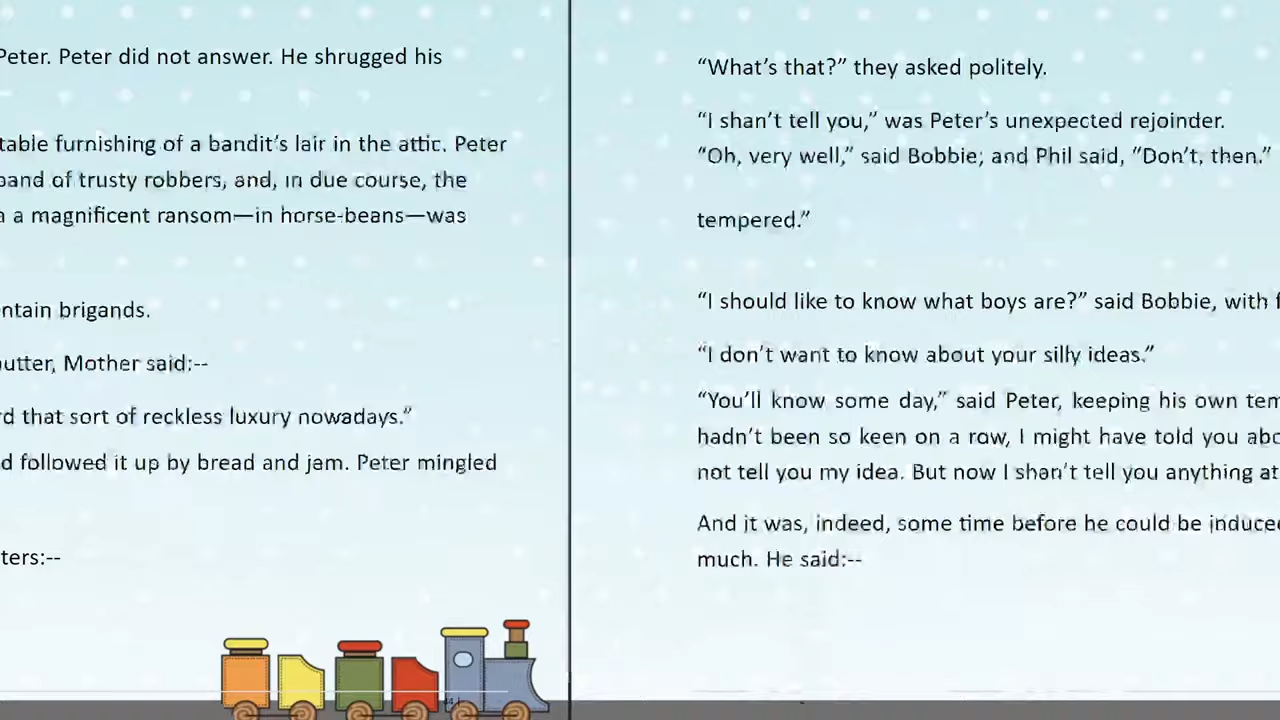 Peter. Peter did not answer. He shrugged his
table furnishing of a bandit’s lair in the attic. Peter
band of trusty robbers, and, in due course, the
a magnificent ransom—in horse-beans—was
ntain brigands.
utter, Mother said:--
rd that sort of reckless luxury nowadays.”
d followed it up by bread and jam. Peter mingled
ters:--
“What’s that?” they asked politely.
“I shan’t tell you,” was Peter’s unexpected rejoinder.
“Oh, very well,” said Bobbie; and Phil said, “Don’t, then.”
tempered.”
“I should like to know what boys are?” said Bobbie, with f
“I don’t want to know about your silly ideas.”
“You’ll know some day,” said Peter, keeping his own tem
hadn’t been so keen on a row, I might have told you abo
not tell you my idea. But now I shan’t tell you anything at
And it was, indeed, some time before he could be induced
much. He said:--